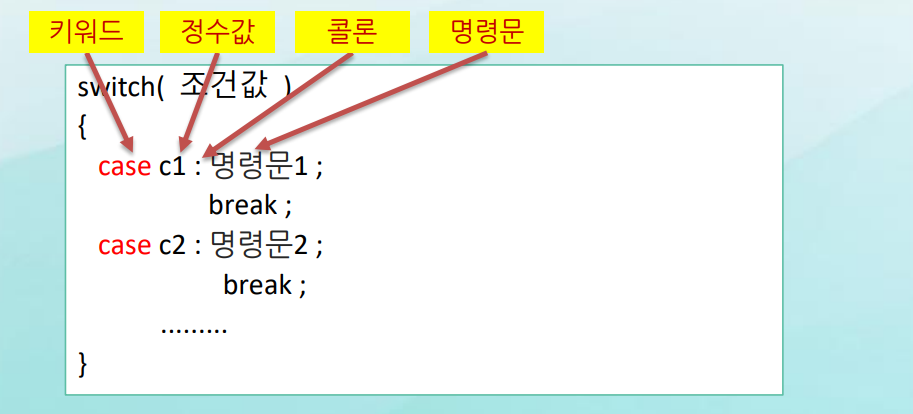 키워드 정수값 콜론 명령문
switch( 조건값 )
{
case c1 : 명령문1 ;
break ;
case c2 : 명령문2 ;
break ;
.........
}